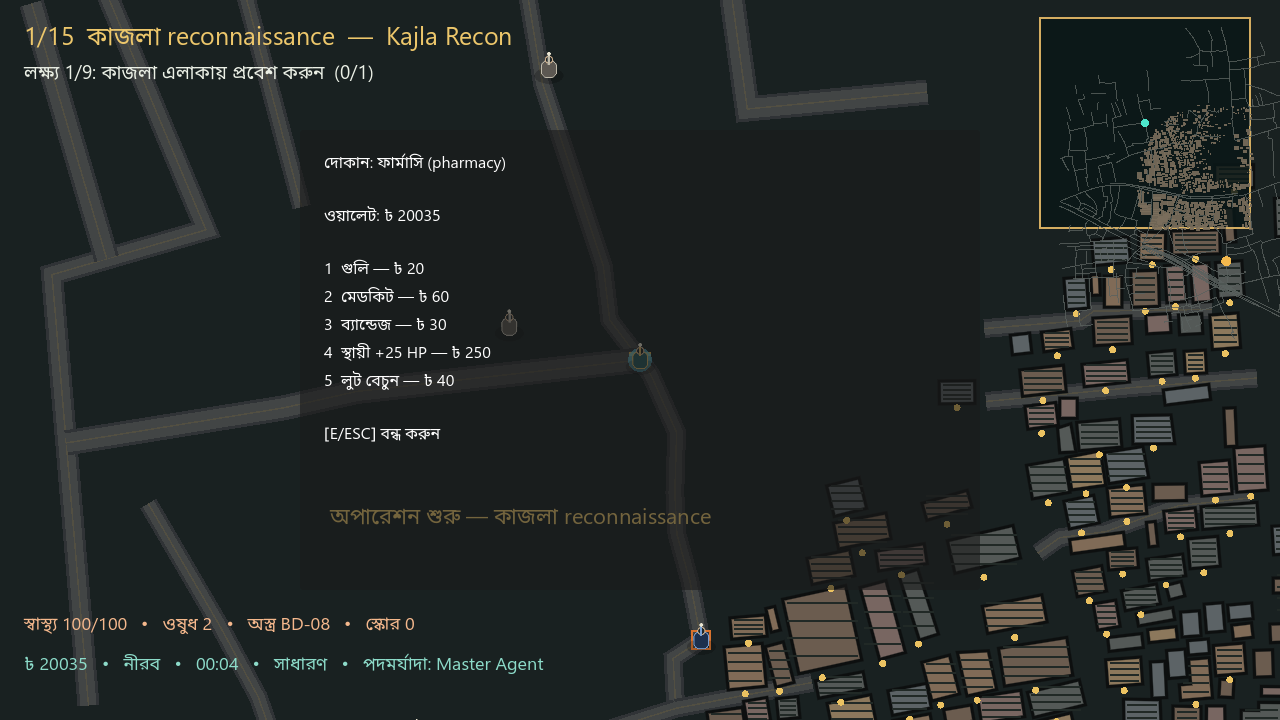 1/15 কাজলা reconnaissance — Kajla Recon
লক্ষ্য 1/9: কাজলা এলাকায় প্রবেশ করুন (0/1)
দোকান: ফার্মাসি (pharmacy)
ওয়ালেট: ৳ 20035
1 গুলি — ৳ 20
2 মেডকিট — ৳ 60
3 ব্যান্ডেজ — ৳ 30
4 স্থায়ী +25 HP — ৳ 250
5 লুট বেচুন — ৳ 40
[E/ESC] বন্ধ করুন
অপারেশন শুরু — কাজলা reconnaissance
স্বাস্থ্য 100/100 • ওষুধ 2 • অস্ত্র BD-08 • স্কোর 0
৳ 20035 • নীরব • 00:04 • সাধারণ • পদমর্যাদা: Master Agent